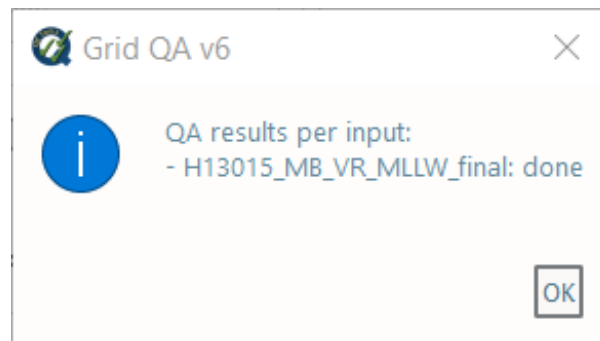 Grid QA v6
QA results per input:
- H13015_MB_VR_MLLW_final: done
OK